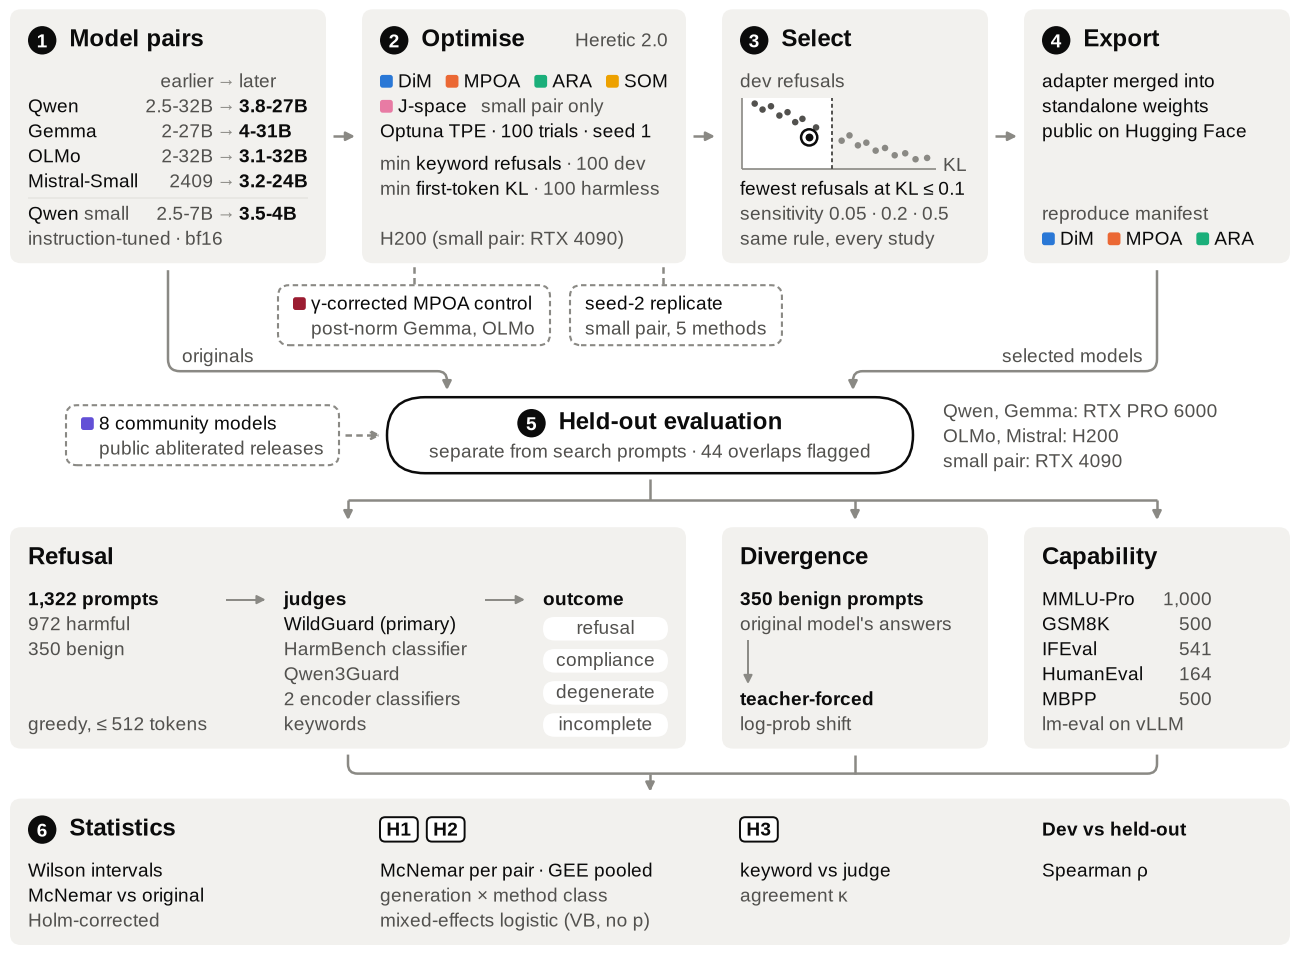 1 Model pairs
earlier → later
Qwen 2.5-32B → 3.8-27B
Gemma 2-27B → 4-31B
OLMo 2-32B → 3.1-32B
Mistral-Small 2409 → 3.2-24B
Qwen small 2.5-7B → 3.5-4B
instruction-tuned · bf16
2 Optimise Heretic 2.0
DiM MPOA ARA SOM
J-space small pair only
Optuna TPE · 100 trials · seed 1
min keyword refusals · 100 dev
min first-token KL · 100 harmless
H200 (small pair: RTX 4090)
3 Select
dev refusals
KL
fewest refusals at KL ≤ 0.1
sensitivity 0.05 · 0.2 · 0.5
same rule, every study
4 Export
adapter merged into
standalone weights
public on Hugging Face
reproduce manifest
DiM MPOA ARA
γ-corrected MPOA control
post-norm Gemma, OLMo
seed-2 replicate
small pair, 5 methods
originals
selected models
8 community models
public abliterated releases
5 Held-out evaluation
separate from search prompts · 44 overlaps flagged
Qwen, Gemma: RTX PRO 6000
OLMo, Mistral: H200
small pair: RTX 4090
Refusal
1,322 prompts
972 harmful
350 benign
greedy, ≤ 512 tokens
judges
WildGuard (primary)
HarmBench classifier
Qwen3Guard
2 encoder classifiers
keywords
outcome
refusal
compliance
degenerate
incomplete
Divergence
350 benign prompts
original model's answers
teacher-forced
log-prob shift
Capability
MMLU-Pro 1,000
GSM8K 500
IFEval 541
HumanEval 164
MBPP 500
lm-eval on vLLM
6 Statistics
Wilson intervals
McNemar vs original
Holm-corrected
H1 H2
McNemar per pair · GEE pooled
generation × method class
mixed-effects logistic (VB, no p)
H3
keyword vs judge
agreement κ
Dev vs held-out
Spearman ρ